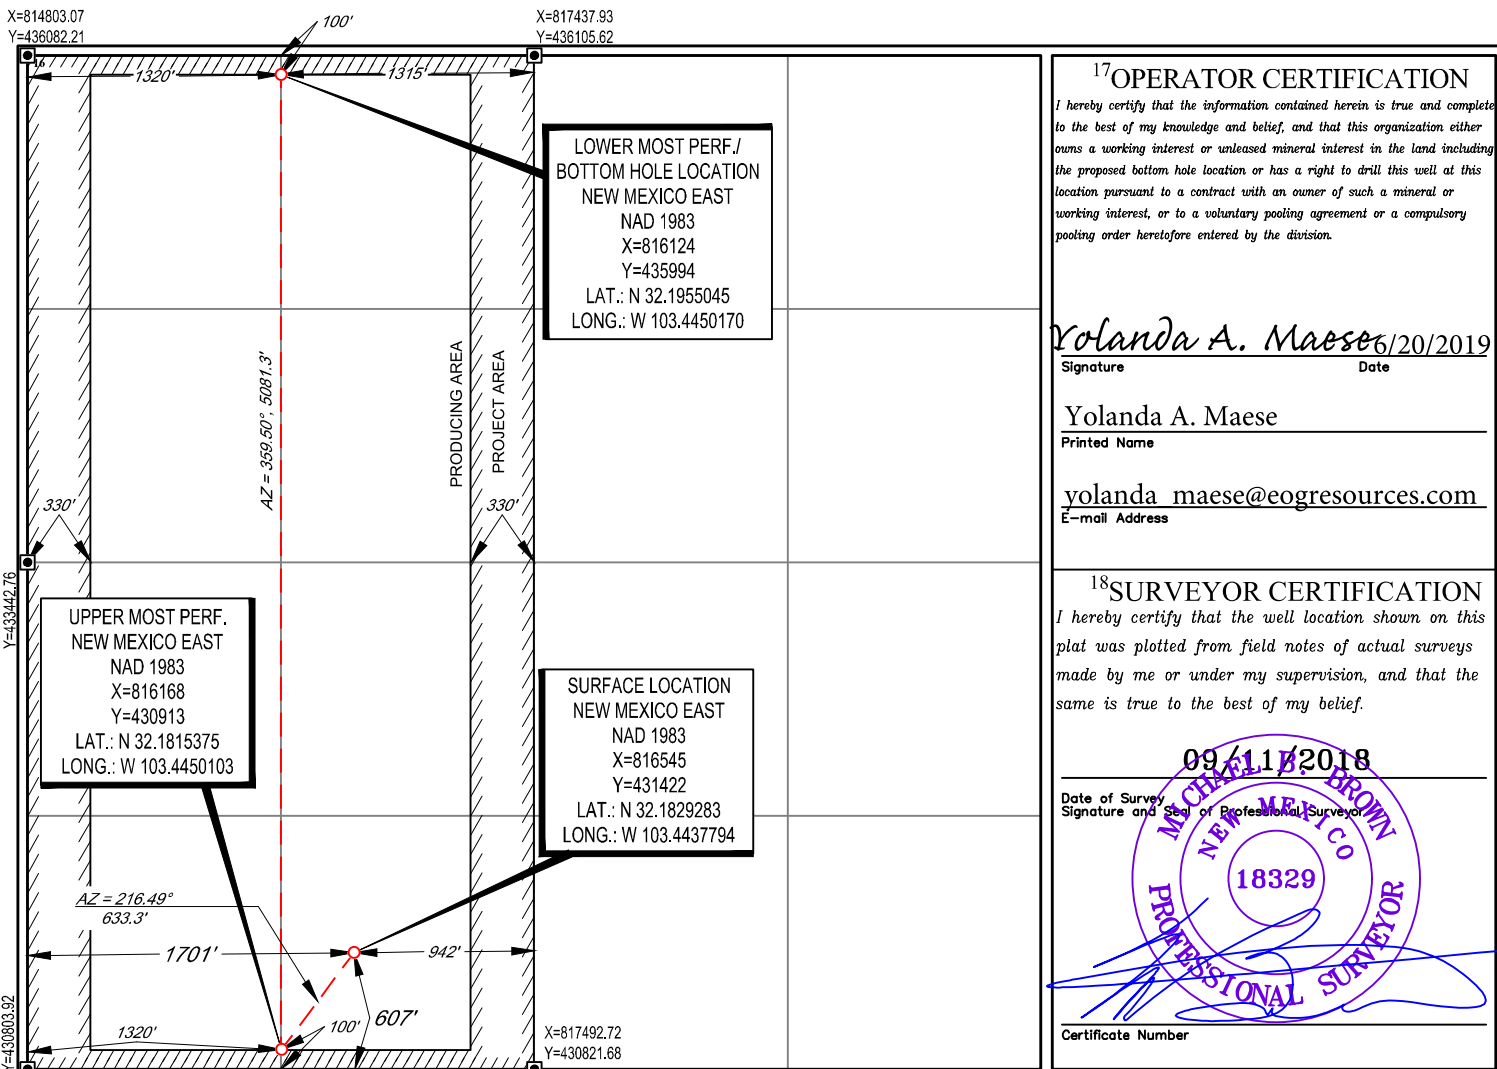 X=814803.07
Y=436082.21
100'
X=817437.93
Y=436105.62
16
1320'
1315'
LOWER MOST PERF./
BOTTOM HOLE LOCATION
NEW MEXICO EAST
NAD 1983
X=816124
Y=435994
LAT.: N 32.1955045
LONG.: W 103.4450170
AZ = 359.50°, 5081.3'
PRODUCING AREA
PROJECT AREA
330'
330'
Y=433442.76
UPPER MOST PERF.
NEW MEXICO EAST
NAD 1983
X=816168
Y=430913
LAT.: N 32.1815375
LONG.: W 103.4450103
SURFACE LOCATION
NEW MEXICO EAST
NAD 1983
X=816545
Y=431422
LAT.: N 32.1829283
LONG.: W 103.4437794
AZ = 216.49°
633.3'
1701'
942'
607'
100'
1320'
Y=430803.92
X=817492.72
Y=430821.68
17 OPERATOR CERTIFICATION
I hereby certify that the information contained herein is true and complete
to the best of my knowledge and belief, and that this organization either
owns a working interest or unleased mineral interest in the land including
the proposed bottom hole location or has a right to drill this well at this
location pursuant to a contract with an owner of such a mineral or
working interest, or to a voluntary pooling agreement or a compulsory
pooling order heretofore entered by the division.
Yolanda A. Maese 6/20/2019
Signature Date
Yolanda A. Maese
Printed Name
yolanda_maese@eogresources.com
E-mail Address
18 SURVEYOR CERTIFICATION
I hereby certify that the well location shown on this
plat was plotted from field notes of actual surveys
made by me or under my supervision, and that the
same is true to the best of my belief.
09/11/2018
Date of Survey
Signature and Seal of Professional Surveyor
MICHAEL B. BROWN
NEW MEXICO
18329
PROFESSIONAL SURVEYOR
Certificate Number